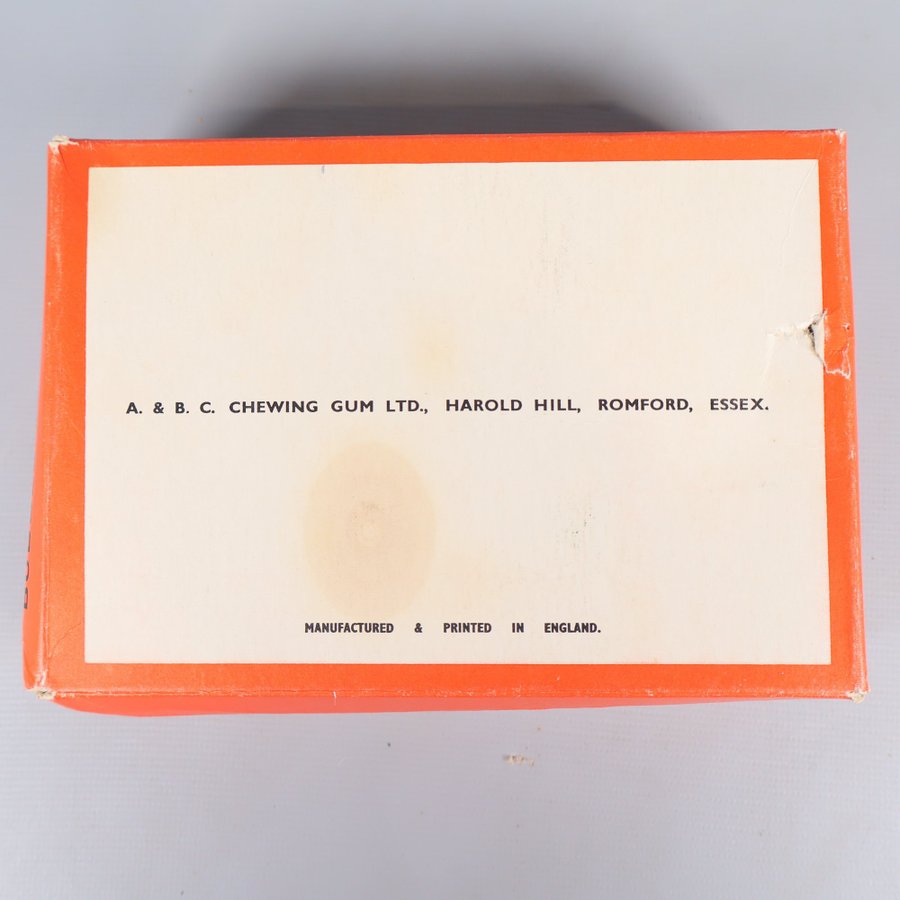 A. & B. C. CHEWING GUM LTD., HAROLD HILL, ROMFORD, ESSEX.
MANUFACTURED & PRINTED IN ENGLAND.